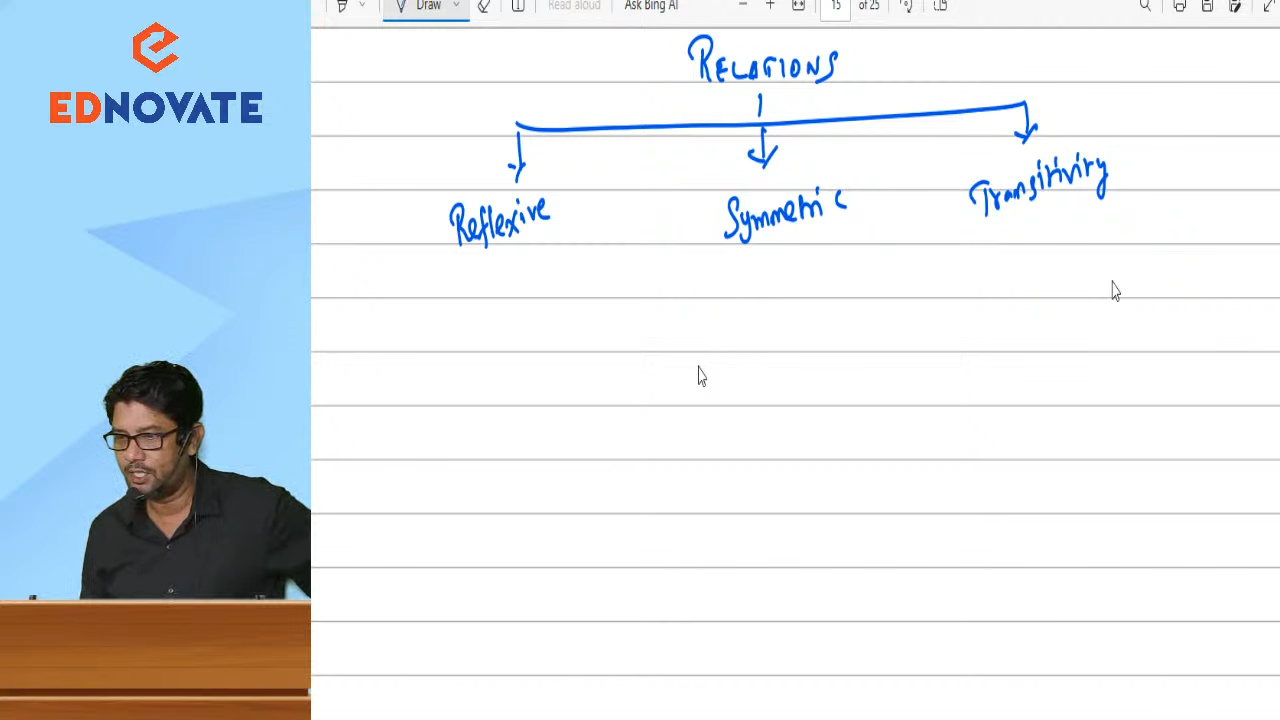 Draw
Read aloud
Ask Bing AI
15
of 25
EDNOVATE
RELATIONS
Reflexive
Symmetric
Transitivity